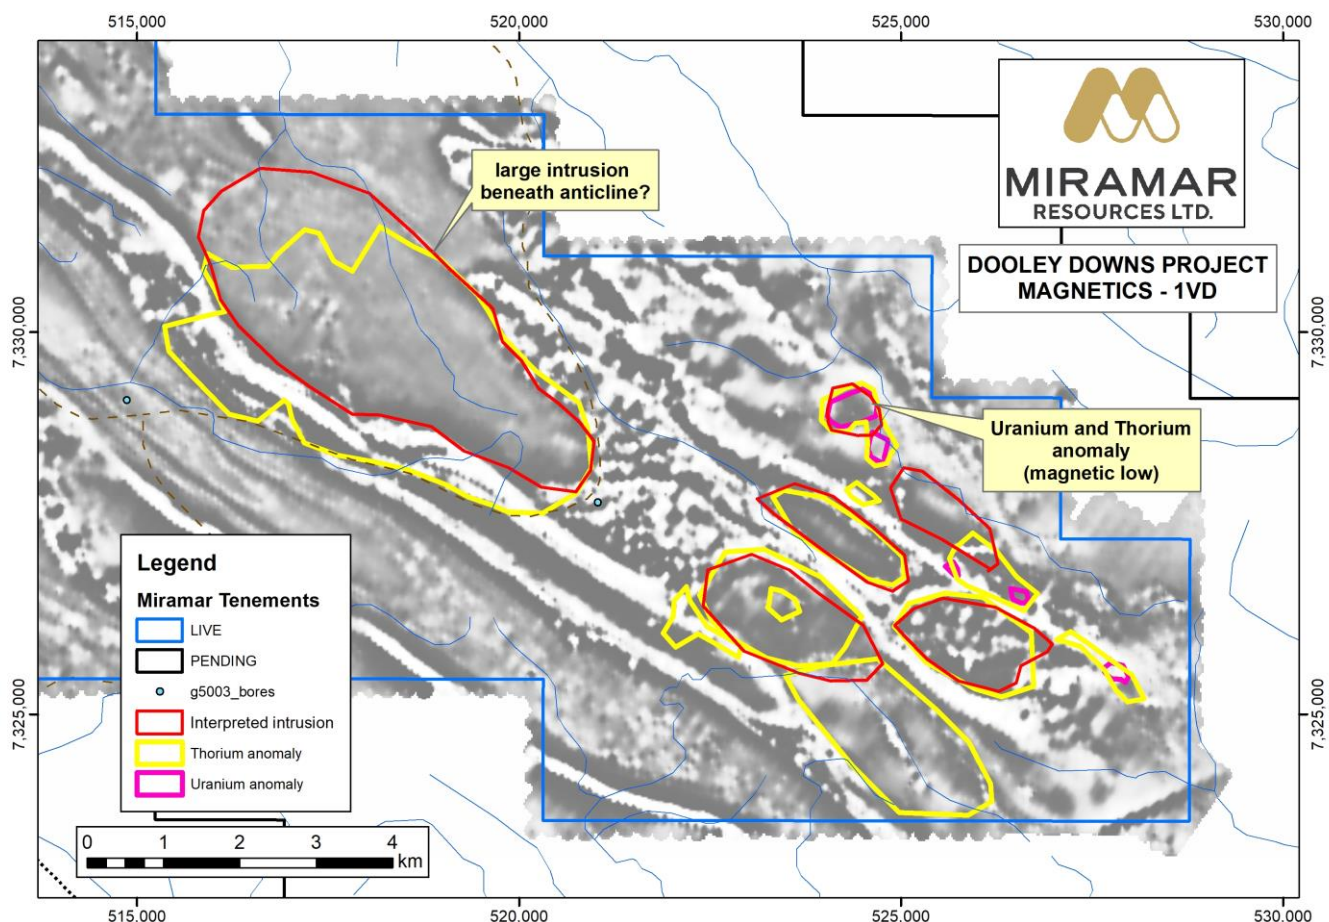 515,000
520,000
525,000
530,000
large intrusion
beneath anticline?
MIRAMAR
RESOURCES LTD.
DOOLEY DOWNS PROJECT
MAGNETICS - 1VD
7,330,000
7,330,000
Uranium and Thorium
anomaly
(magnetic low)
Legend
Miramar Tenements
LIVE
PENDING
g5003_bores
Interpreted intrusion
Thorium anomaly
Uranium anomaly
7,325,000
7,325,000
0 1 2 3 4
km
515,000
520,000
525,000
530,000